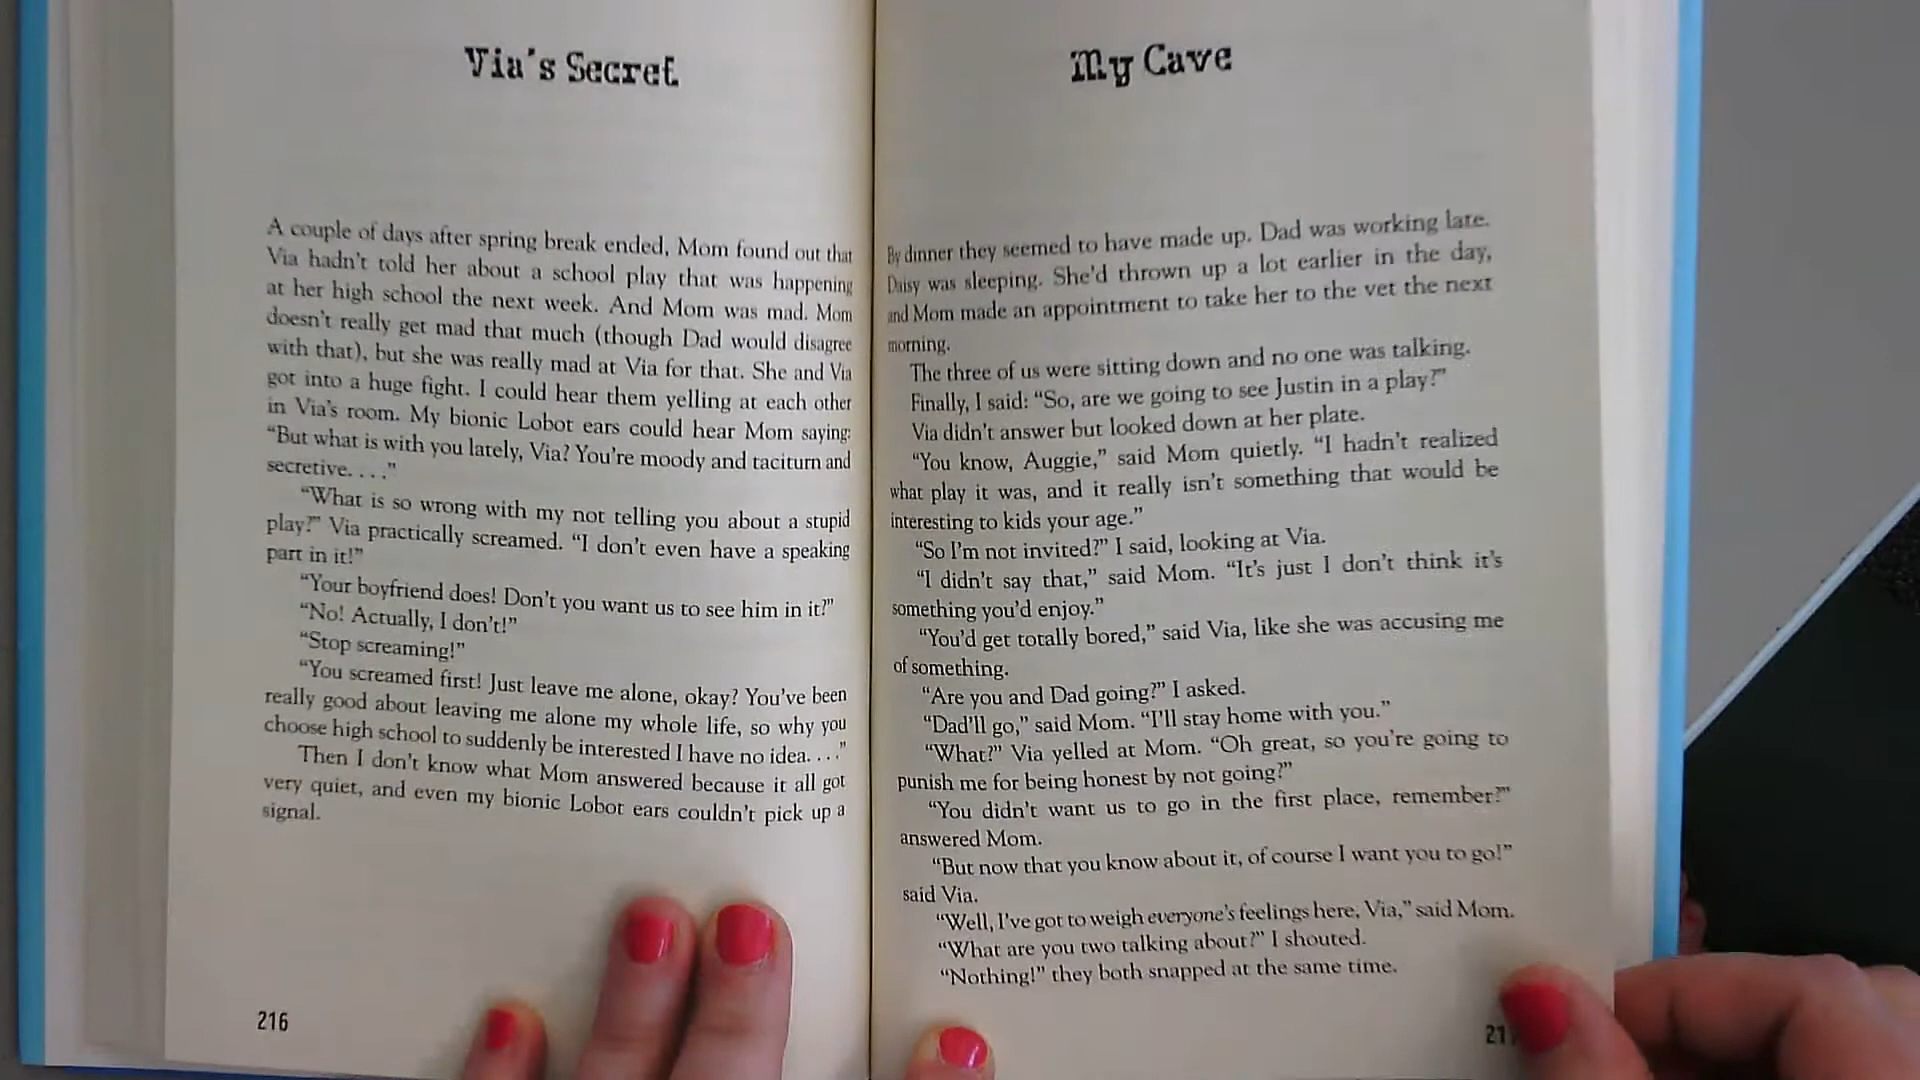 Via's Secret
A couple of days after spring break ended, Mom found out that
Via hadn't told her about a school play that was happening
at her high school the next week. And Mom was mad. Mom
doesn't really get mad that much (though Dad would disagree
with that), but she was really mad at Via for that. She and Via
got into a huge fight. I could hear them yelling at each other
in Via's room. My bionic Lobot ears could hear Mom saying:
“But what is with you lately, Via? You're moody and taciturn and
secretive. . . .”
“What is so wrong with my not telling you about a stupid
play?” Via practically screamed. “I don't even have a speaking
part in it!”
“Your boyfriend does! Don't you want us to see him in it?”
“No! Actually, I don't!”
“Stop screaming!”
“You screamed first! Just leave me alone, okay? You've been
really good about leaving me alone my whole life, so why you
choose high school to suddenly be interested I have no idea. . . .”
Then I don't know what Mom answered because it all got
very quiet, and even my bionic Lobot ears couldn't pick up a
signal.
216
My Cave
By dinner they seemed to have made up. Dad was working late.
Daisy was sleeping. She'd thrown up a lot earlier in the day,
and Mom made an appointment to take her to the vet the next
morning.
The three of us were sitting down and no one was talking.
Finally, I said: “So, are we going to see Justin in a play?”
Via didn't answer but looked down at her plate.
“You know, Auggie,” said Mom quietly. “I hadn't realized
what play it was, and it really isn't something that would be
interesting to kids your age.”
“So I'm not invited?” I said, looking at Via.
“I didn't say that,” said Mom. “It's just I don't think it's
something you'd enjoy.”
“You'd get totally bored,” said Via, like she was accusing me
of something.
“Are you and Dad going?” I asked.
“Dad'll go,” said Mom. “I'll stay home with you.”
“What?” Via yelled at Mom. “Oh great, so you're going to
punish me for being honest by not going?”
“You didn't want us to go in the first place, remember?”
answered Mom.
“But now that you know about it, of course I want you to go!”
said Via.
“Well, I've got to weigh everyone's feelings here, Via,” said Mom.
“What are you two talking about?” I shouted.
“Nothing!” they both snapped at the same time.